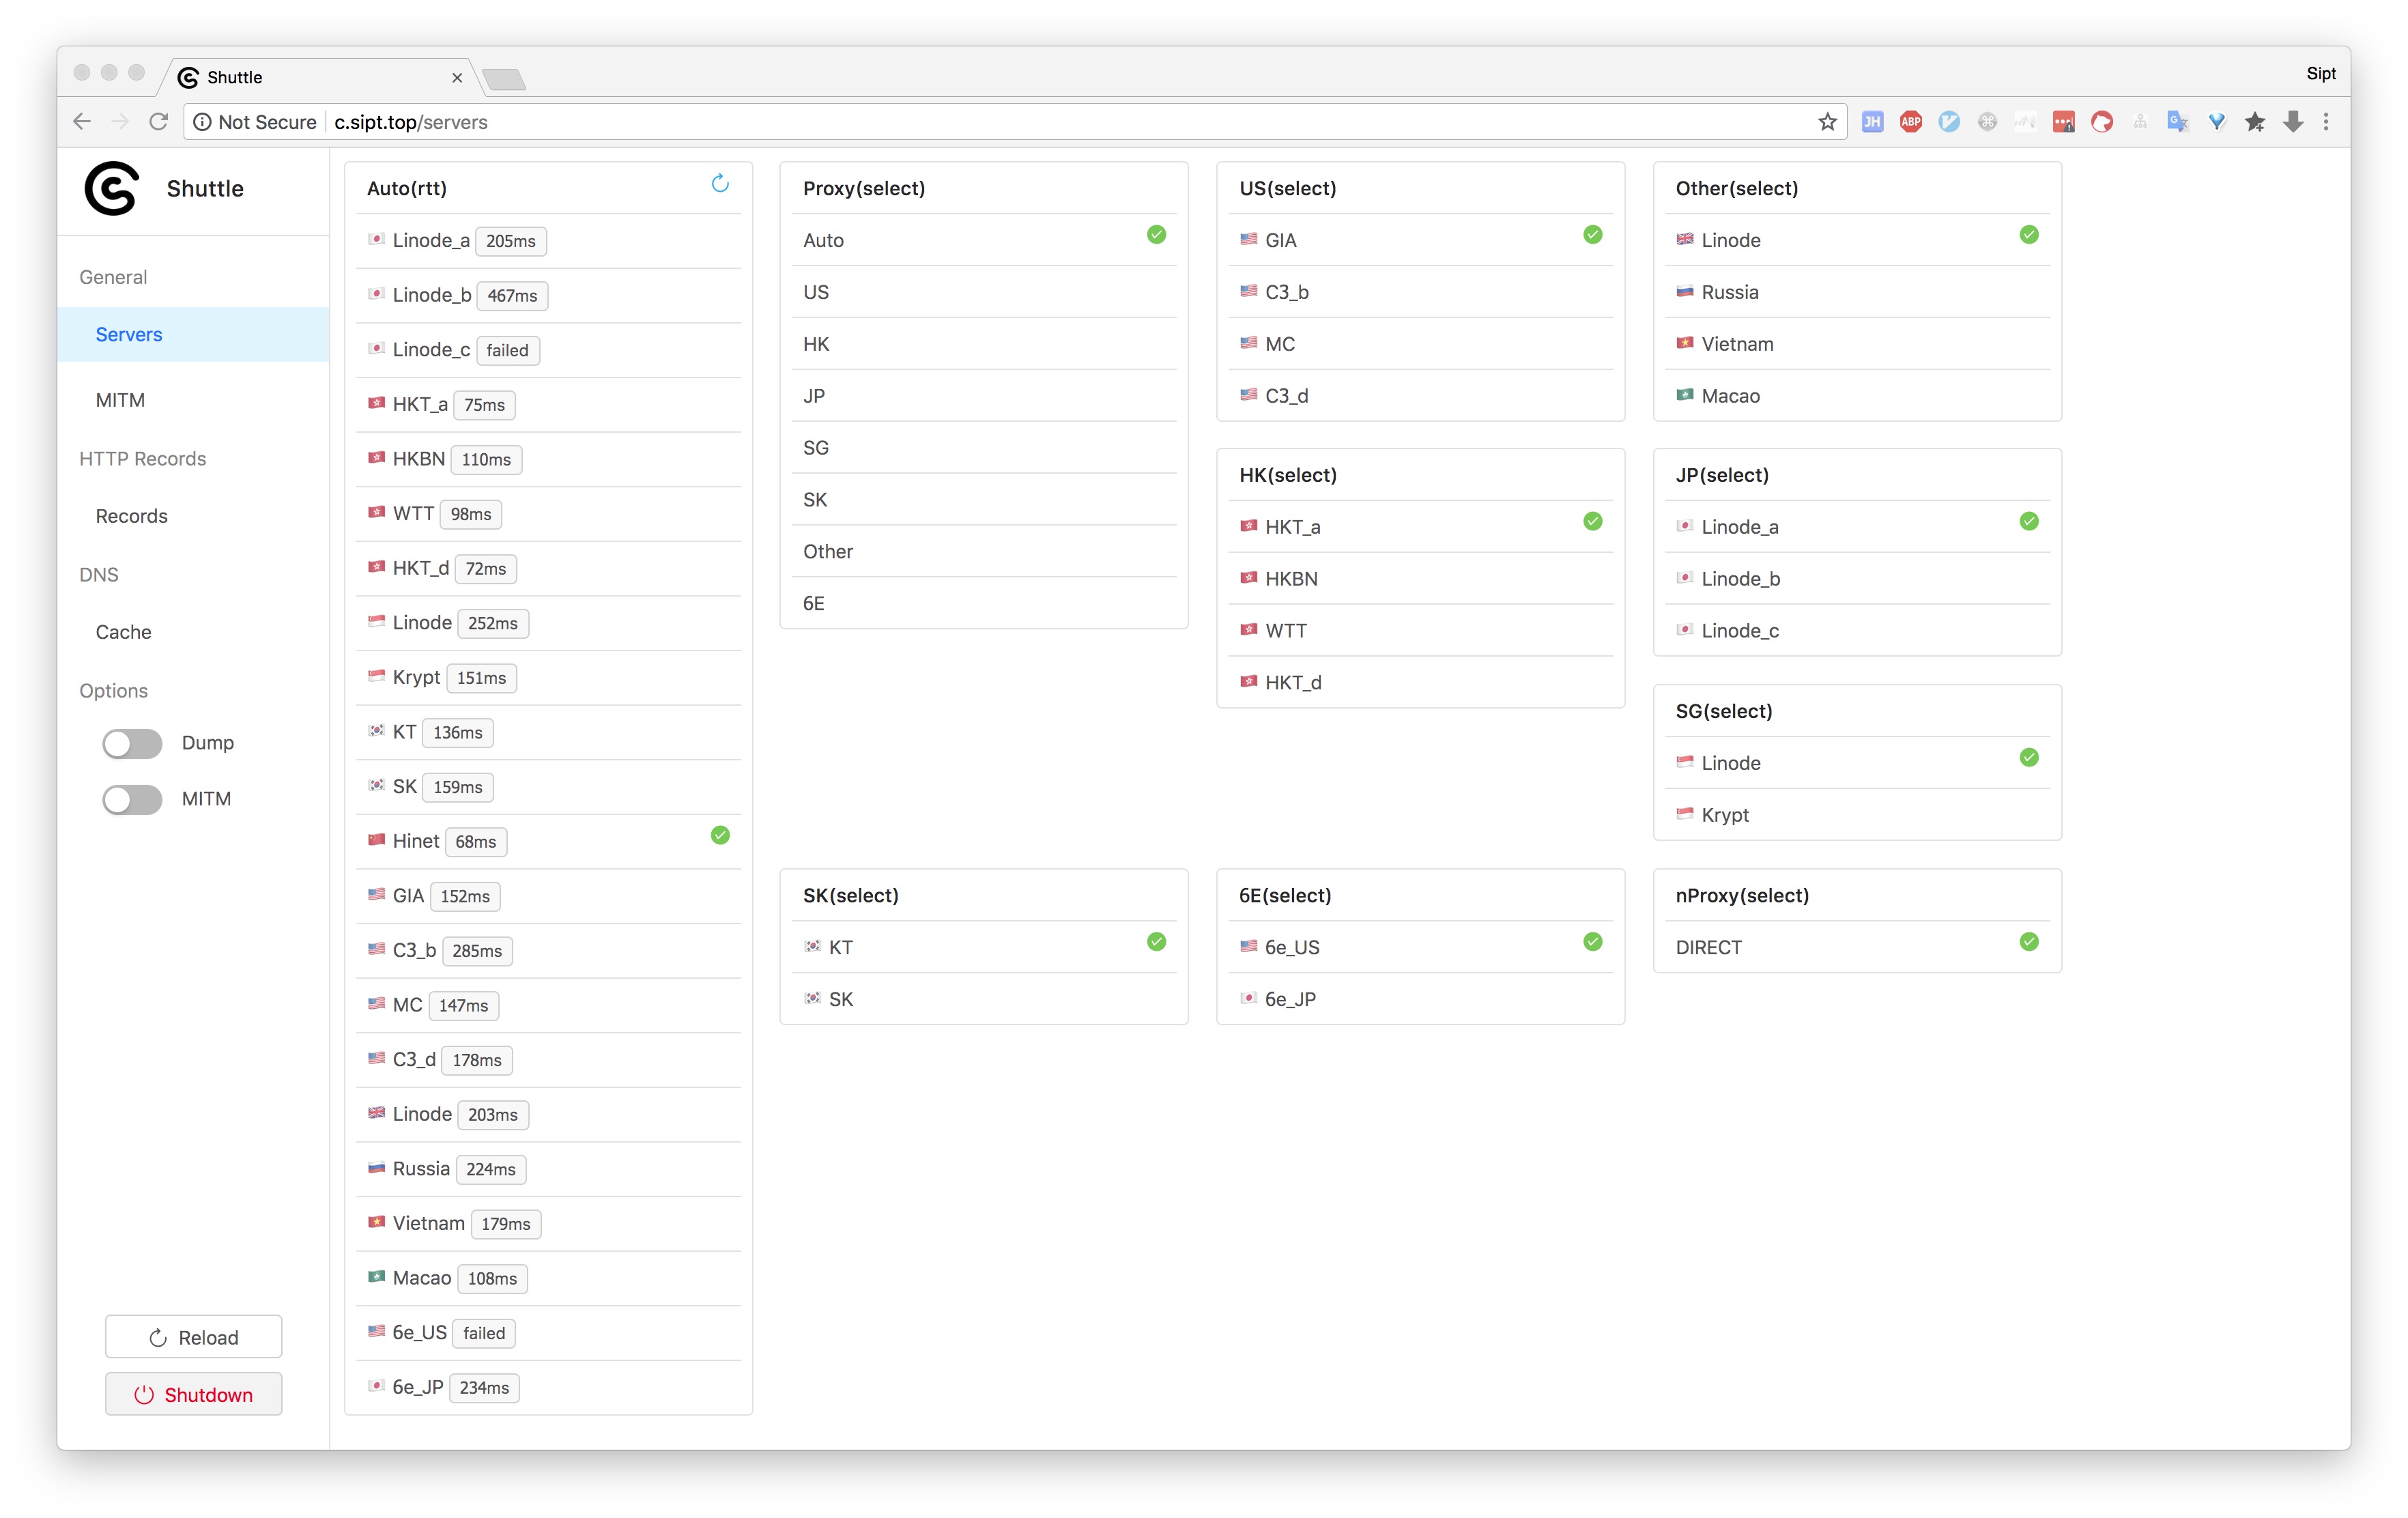 Shuttle
Sipt
Not Secure c.sipt.top/servers
JH
ABP
Shuttle
General
Servers
MITM
HTTP Records
Records
DNS
Cache
Options
Dump
MITM
Reload
Shutdown
Auto(rtt)
Linode_a 205ms
Linode_b 467ms
Linode_c failed
HKT_a 75ms
HKBN 110ms
WTT 98ms
HKT_d 72ms
Linode 252ms
Krypt 151ms
KT 136ms
SK 159ms
Hinet 68ms
GIA 152ms
C3_b 285ms
MC 147ms
C3_d 178ms
Linode 203ms
Russia 224ms
Vietnam 179ms
Macao 108ms
6e_US failed
6e_JP 234ms
Proxy(select)
Auto
US
HK
JP
SG
SK
Other
6E
US(select)
GIA
C3_b
MC
C3_d
Other(select)
Linode
Russia
Vietnam
Macao
HK(select)
HKT_a
HKBN
WTT
HKT_d
JP(select)
Linode_a
Linode_b
Linode_c
SG(select)
Linode
Krypt
SK(select)
KT
SK
6E(select)
6e_US
6e_JP
nProxy(select)
DIRECT